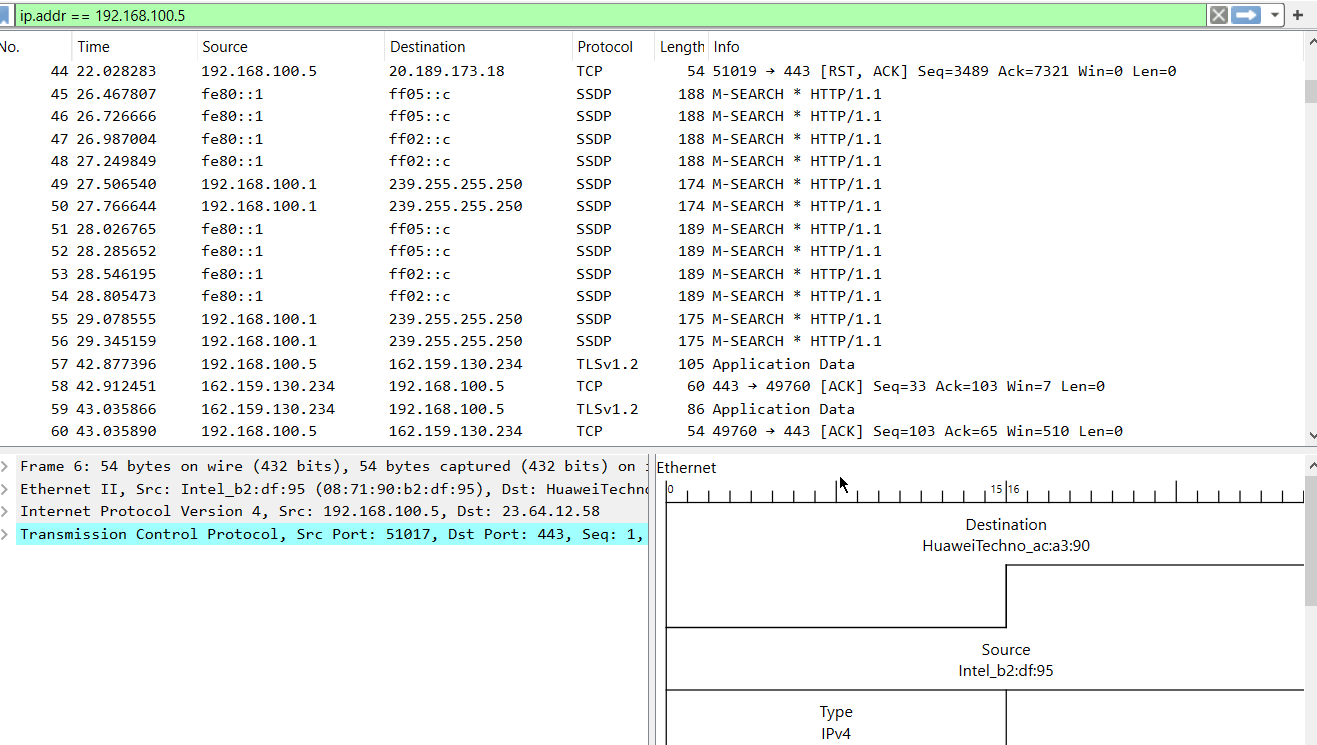 ip.addr == 192.168.100.5
No. Time Source Destination Protocol Length Info
44 22.028283 192.168.100.5 20.189.173.18 TCP 54 51019 → 443 [RST, ACK] Seq=3489 Ack=7321 Win=0 Len=0
45 26.467807 fe80::1 ff05::c SSDP 188 M-SEARCH * HTTP/1.1
46 26.726666 fe80::1 ff05::c SSDP 188 M-SEARCH * HTTP/1.1
47 26.987004 fe80::1 ff02::c SSDP 188 M-SEARCH * HTTP/1.1
48 27.249849 fe80::1 ff02::c SSDP 188 M-SEARCH * HTTP/1.1
49 27.506540 192.168.100.1 239.255.255.250 SSDP 174 M-SEARCH * HTTP/1.1
50 27.766644 192.168.100.1 239.255.255.250 SSDP 174 M-SEARCH * HTTP/1.1
51 28.026765 fe80::1 ff05::c SSDP 189 M-SEARCH * HTTP/1.1
52 28.285652 fe80::1 ff05::c SSDP 189 M-SEARCH * HTTP/1.1
53 28.546195 fe80::1 ff02::c SSDP 189 M-SEARCH * HTTP/1.1
54 28.805473 fe80::1 ff02::c SSDP 189 M-SEARCH * HTTP/1.1
55 29.078555 192.168.100.1 239.255.255.250 SSDP 175 M-SEARCH * HTTP/1.1
56 29.345159 192.168.100.1 239.255.255.250 SSDP 175 M-SEARCH * HTTP/1.1
57 42.877396 192.168.100.5 162.159.130.234 TLSv1.2 105 Application Data
58 42.912451 162.159.130.234 192.168.100.5 TCP 60 443 → 49760 [ACK] Seq=33 Ack=103 Win=7 Len=0
59 43.035866 162.159.130.234 192.168.100.5 TLSv1.2 86 Application Data
60 43.035890 192.168.100.5 162.159.130.234 TCP 54 49760 → 443 [ACK] Seq=103 Ack=65 Win=510 Len=0
Frame 6: 54 bytes on wire (432 bits), 54 bytes captured (432 bits) on
Ethernet II, Src: Intel_b2:df:95 (08:71:90:b2:df:95), Dst: HuaweiTechno
Internet Protocol Version 4, Src: 192.168.100.5, Dst: 23.64.12.58
Transmission Control Protocol, Src Port: 51017, Dst Port: 443, Seq: 1,
Ethernet
0 15 16
Destination
HuaweiTechno_ac:a3:90
Source
Intel_b2:df:95
Type
IPv4